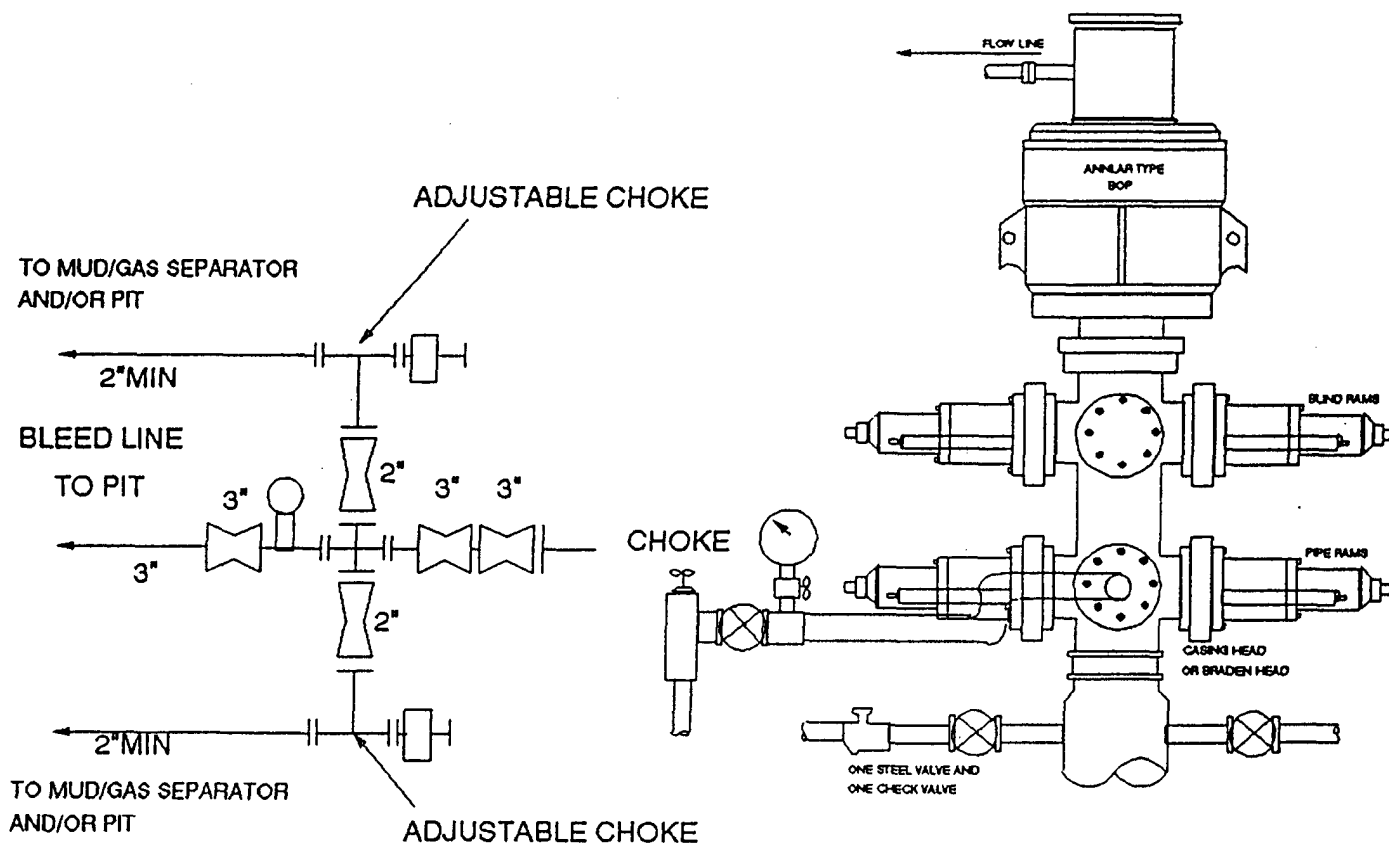 FLOW LINE
ANNLAR TYPE
BOP
ADJUSTABLE CHOKE
TO MUD/GAS SEPARATOR
AND/OR PIT
2"MIN
BLEED LINE
TO PIT
2"
3"
3"
3"
3"
2"
2"MIN
TO MUD/GAS SEPARATOR
AND/OR PIT
ADJUSTABLE CHOKE
CHOKE
BLIND RAMS
PIPE RAMS
CASING HEAD
OR BRADEN HEAD
ONE STEEL VALVE AND
ONE CHECK VALVE